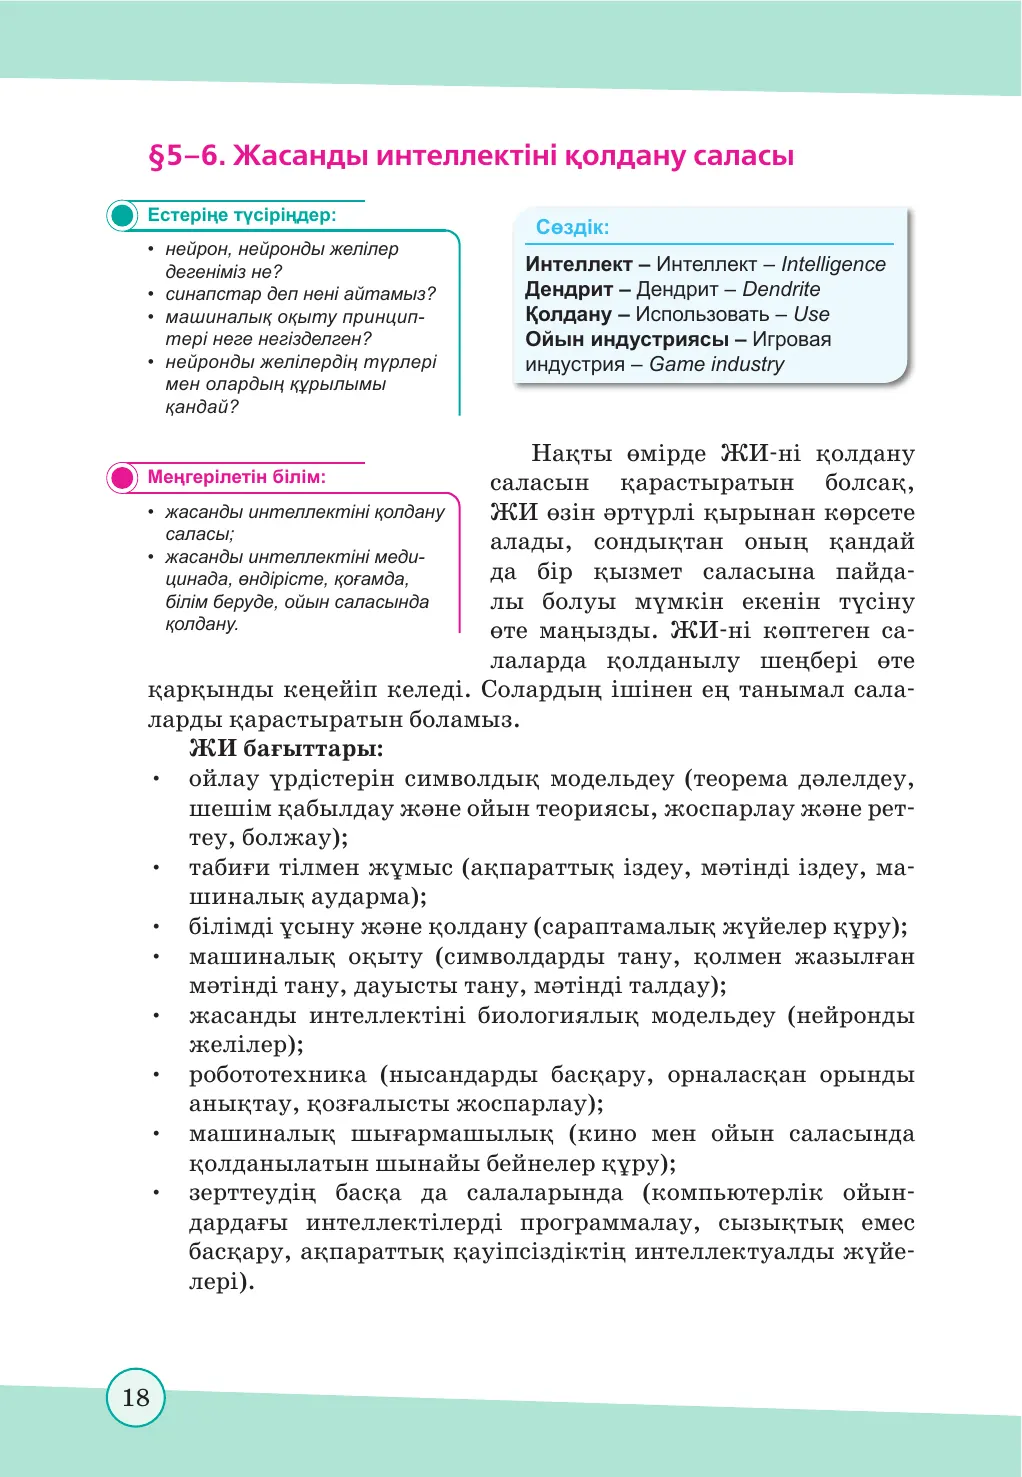 §5–6. Жасанды интеллектіні қолдану саласы
Естеріңе түсіріңдер:
• нейрон, нейронды желілер
дегеніміз не?
• синапстар деп нені айтамыз?
• машиналық оқыту принцип-
тері неге негізделген?
• нейронды желілердің түрлері
мен олардың құрылымы
қандай?
Сөздік:
Интеллект – Интеллект – Intelligence
Дендрит – Дендрит – Dendrite
Қолдану – Использовать – Use
Ойын индустриясы – Игровая
индустрия – Game industry
Меңгерілетін білім:
• жасанды интеллектіні қолдану
саласы;
• жасанды интеллектіні меди-
цинада, өндірісте, қоғамда,
білім беруде, ойын саласында
қолдану.
Нақты өмірде ЖИ-ні қолдану
саласын қарастыратын болсақ,
ЖИ өзін әртүрлі қырынан көрсете
алады, сондықтан оның қандай
да бір қызмет саласына пайда-
лы болуы мүмкін екенін түсіну
өте маңызды. ЖИ-ні көптеген са-
лаларда қолданылу шеңбері өте
қарқынды кеңейіп келеді. Солардың ішінен ең танымал сала-
ларды қарастыратын боламыз.
ЖИ бағыттары:
• ойлау үрдістерін символдық модельдеу (теорема дәлелдеу,
шешім қабылдау және ойын теориясы, жоспарлау және рет-
теу, болжау);
• табиғи тілмен жұмыс (ақпараттық іздеу, мәтінді іздеу, ма-
шиналық аударма);
• білімді ұсыну және қолдану (сараптамалық жүйелер құру);
• машиналық оқыту (символдарды тану, қолмен жазылған
мәтінді тану, дауысты тану, мәтінді талдау);
• жасанды интеллектіні биологиялық модельдеу (нейронды
желілер);
• робототехника (нысандарды басқару, орналасқан орынды
анықтау, қозғалысты жоспарлау);
• машиналық шығармашылық (кино мен ойын саласында
қолданылатын шынайы бейнелер құру);
• зерттеудің басқа да салаларында (компьютерлік ойын-
дардағы интеллектілерді программалау, сызықтық емес
басқару, ақпараттық қауіпсіздіктің интеллектуалды жүйе-
лері).
18